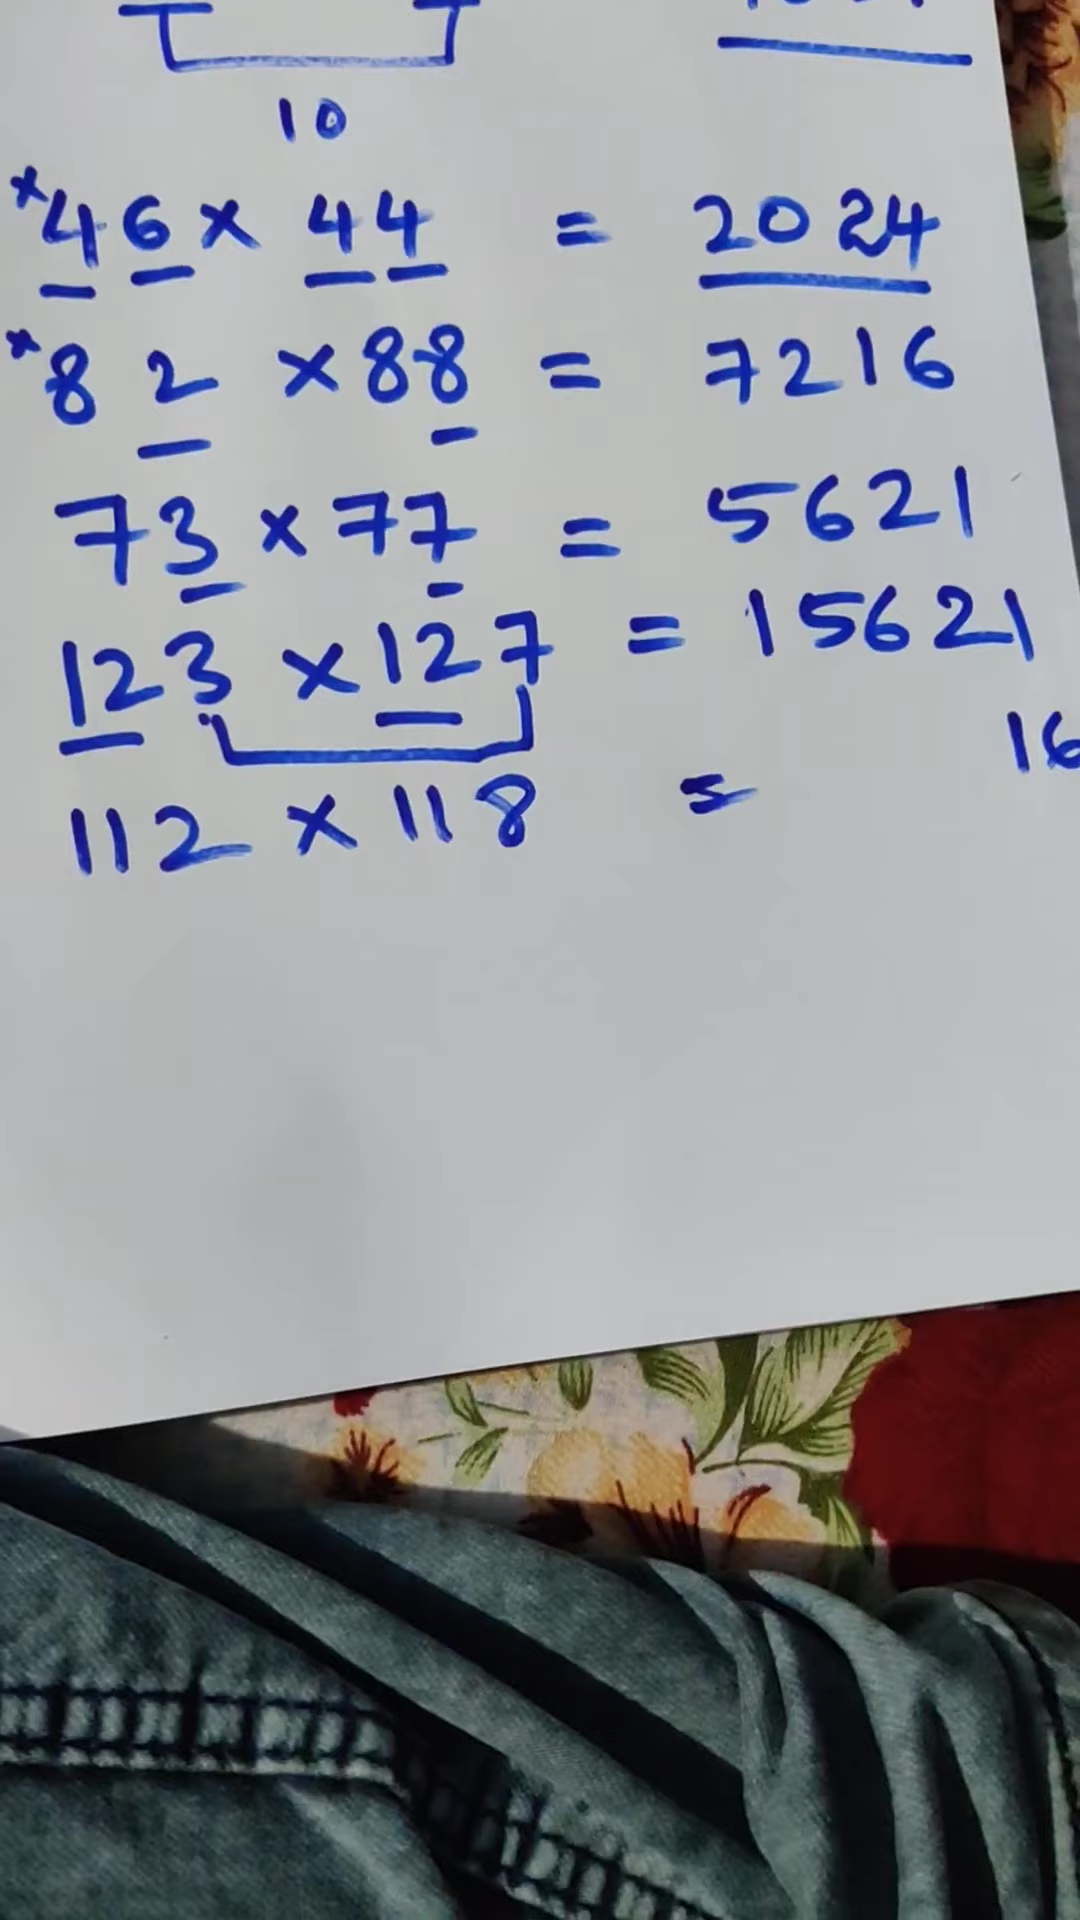 10
*46 x 44 = 2024
*82 x 88 = 7216
73 x 77 = 5621
123 x 127 = 15621
16
112 x 118 =